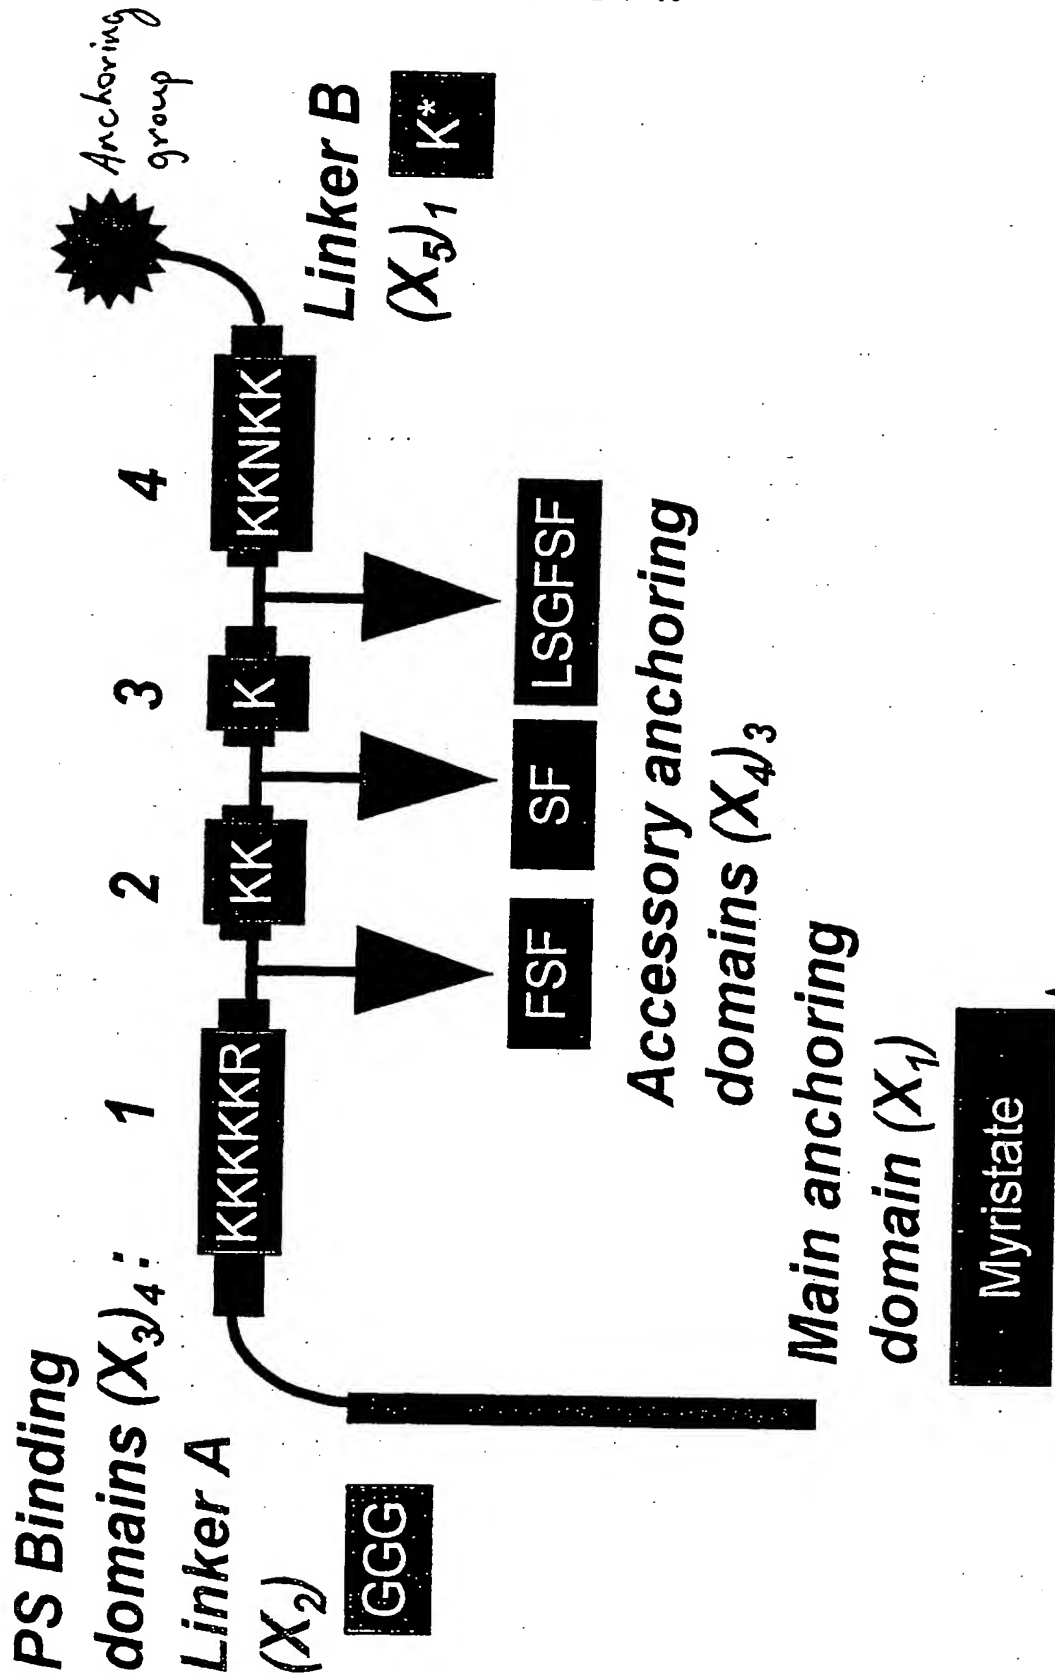 PS Binding
domains (X3)4: 1 2 3 4
Anchoring
group
KKKKKR KK K KKNKK
Linker A
(X2)
GGG
FSF SF LSGFSF
Linker B
(X5)1 K*
Accessory anchoring
domains (X4)3
Main anchoring
domain (X1)
Myristate